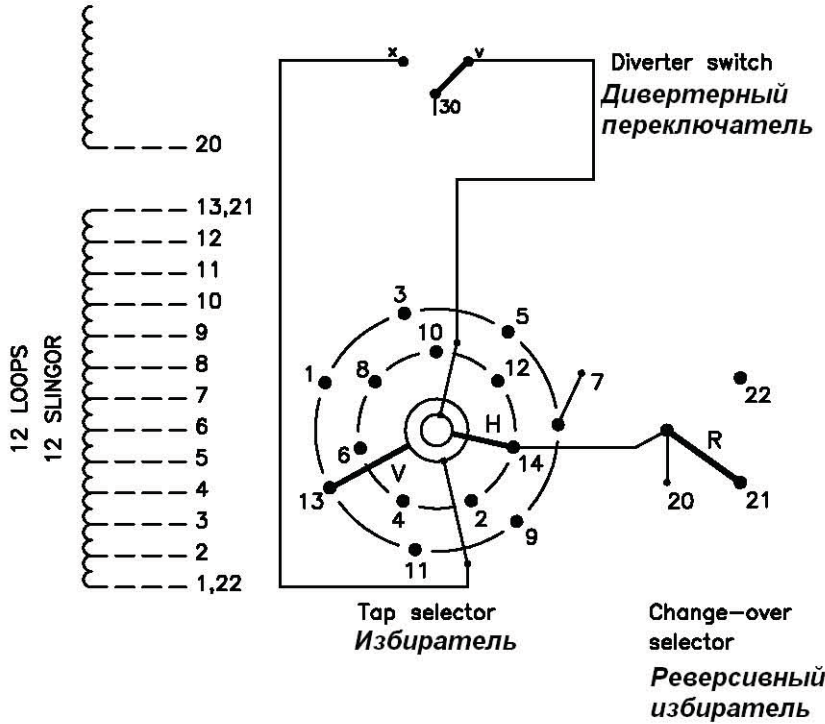 x
v
30
Diverter switch
Дивертерный
переключатель
20
13,21
12
11
10
9
8
7
6
5
4
3
2
1,22
12 LOOPS
12 SLINGOR
3
5
10
1
8
12
7
H
6
14
V
13
4
2
9
11
22
R
20
21
Tap selector
Избиратель
Change-over
selector
Реверсивный
избиратель